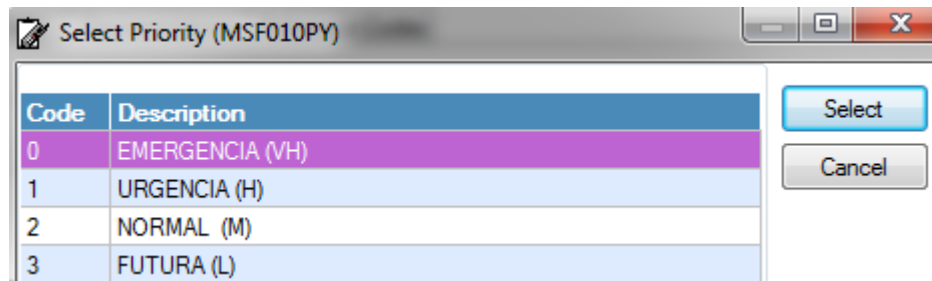 Select Priority (MSF010PY)
Code Description
0 EMERGENCIA (VH)
1 URGENCIA (H)
2 NORMAL (M)
3 FUTURA (L)
Select
Cancel